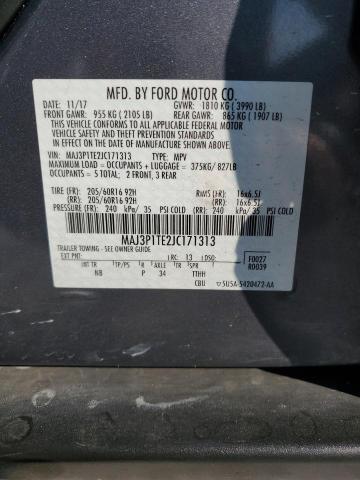 MFD. BY FORD MOTOR CO.
DATE: 11/17 GVWR: 1810 KG ( 3990 LB)
FRONT GAWR: 955 KG ( 2105 LB) REAR GAWR: 865 KG ( 1907 LB)
THIS VEHICLE CONFORMS TO ALL APPLICABLE FEDERAL MOTOR
VEHICLE SAFETY AND THEFT PREVENTION STANDARDS
IN EFFECT ON THE DATE OF MANUFACTURE SHOWN ABOVE.
VIN: MAJ3P1TE2JC171313 TYPE: MPV
MAXIMUM LOAD = OCCUPANTS + LUGGAGE = 375KG/ 827LB
OCCUPANTS = 5 TOTAL; 2 FRONT, 3 REAR
TIRE (FR): 205/60R16 92H RIMS (FR): 16x6.5J
(RR): 205/60R16 92H (RR): 16x6.5J
PRESSURE (FR): 240 kPa/ 35 PSI COLD (RR): 240 kPa/ 35 PSI COLD
MAJ3P1TE2JC171313
TRAILER TOWING - SEE OWNER GUIDE
EXT PNT: RC: 13 DSO: F0027
R0039
INT TR TP/PS R AXLE TR SPR
NB P 34 TTHH
CBU 5U5A-5420472-AA